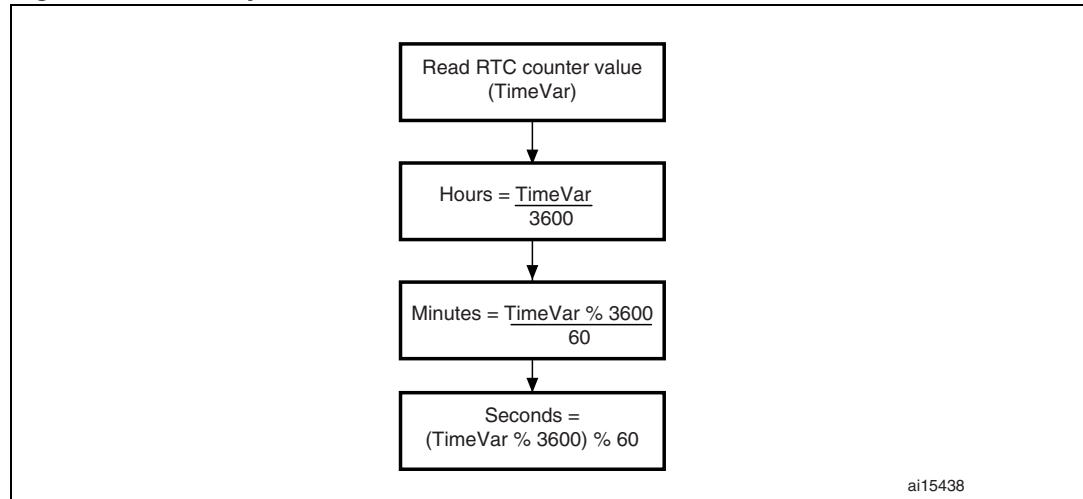 Read RTC counter value
(TimeVar)
Hours = TimeVar
3600
Minutes = TimeVar % 3600
60
Seconds =
(TimeVar % 3600) % 60
ai15438